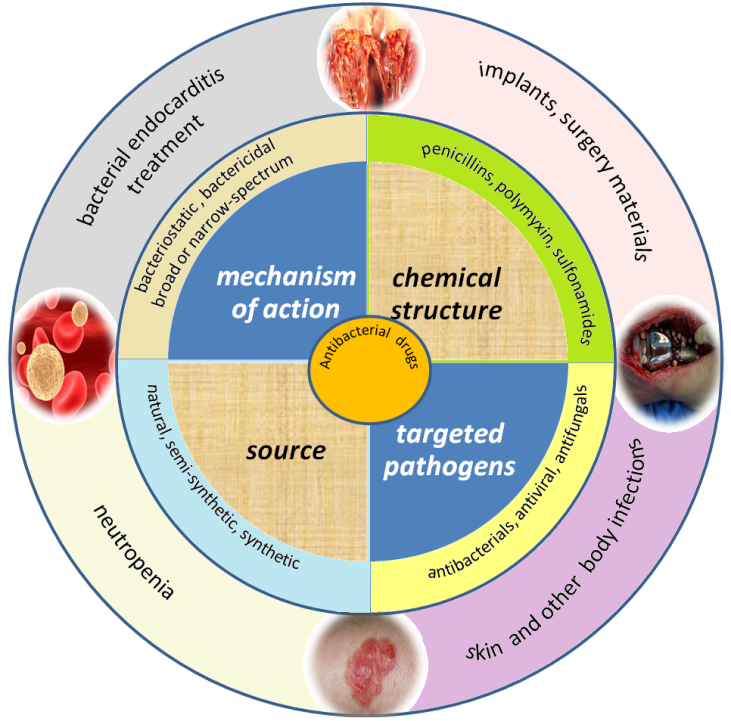 bacterial endocarditis
treatment
implants, surgery materials
bacteriostatic, bactericidal
broad or narrow-spectrum
penicillins, polymyxin, sulfonamides
mechanism
of action
chemical
structure
Antibacterial drugs
source
targeted
pathogens
natural, semi-synthetic, synthetic
antibacterials, antiviral, antifungals
neutropenia
skin and other body infections